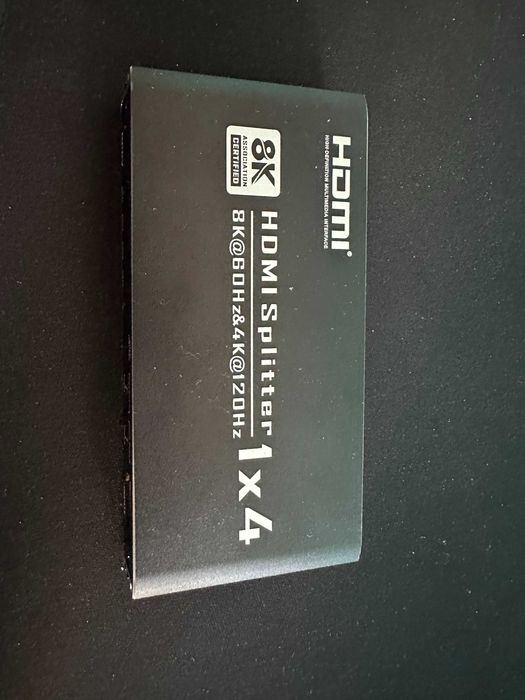 HDMI®
HIGH-DEFINITION MULTIMEDIA INTERFACE
8K
ASSOCIATION
CERTIFIED
HDMI Splitter 1x4
8K@60Hz&4K@120Hz